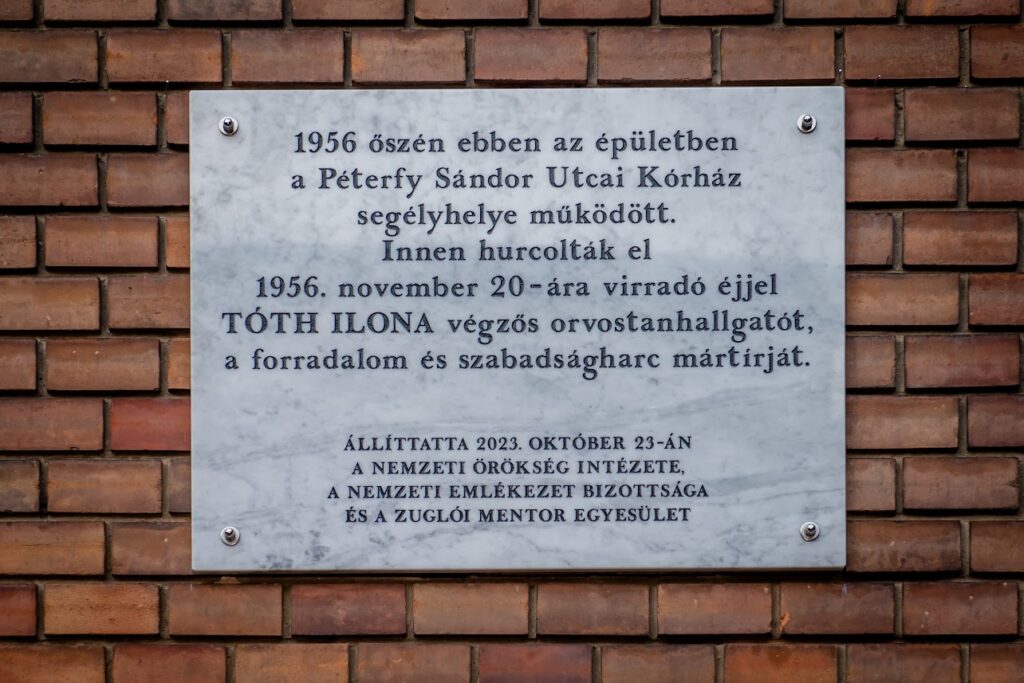 1956 őszén ebben az épületben
a Péterfy Sándor Utcai Kórház
segélyhelye működött.
Innen hurcolták el
1956. november 20-ára virradó éjjel
TÓTH ILONA végzős orvostanhallgatót,
a forradalom és szabadságharc mártírját.
ÁLLÍTTATTA 2023. OKTÓBER 23-ÁN
A NEMZETI ÖRÖKSÉG INTÉZETE,
A NEMZETI EMLÉKEZET BIZOTTSÁGA
ÉS A ZUGLÓI MENTOR EGYESÜLET